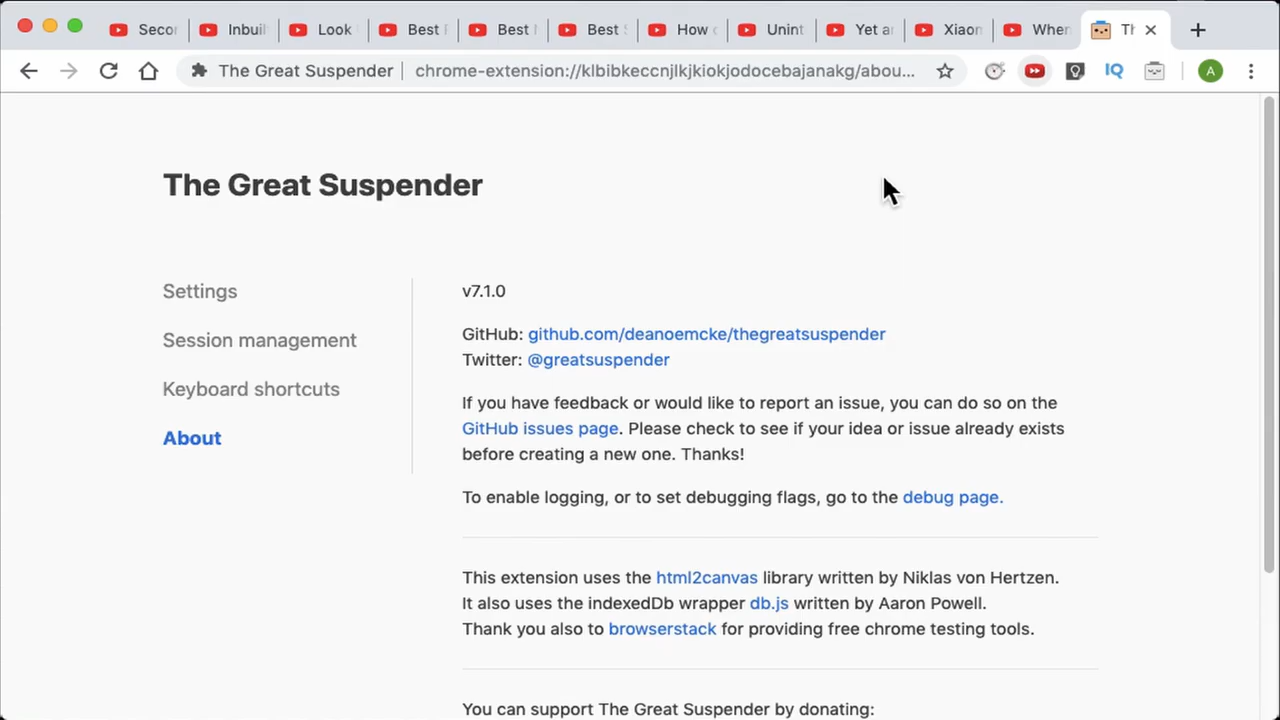 Secon
Inbuil
Look
Best
Best
Best
How
Unint
Yet a
Xiaon
When
Th
The Great Suspender
chrome-extension://klbibkeccnjlkjkiokjodocebajanakg/abou...
IQ
A
The Great Suspender
Settings
Session management
Keyboard shortcuts
About
v7.1.0
GitHub: github.com/deanoemcke/thegreatsuspender
Twitter: @greatsuspender
If you have feedback or would like to report an issue, you can do so on the
GitHub issues page. Please check to see if your idea or issue already exists
before creating a new one. Thanks!
To enable logging, or to set debugging flags, go to the debug page.
This extension uses the html2canvas library written by Niklas von Hertzen.
It also uses the indexedDb wrapper db.js written by Aaron Powell.
Thank you also to browserstack for providing free chrome testing tools.
You can support The Great Suspender by donating: